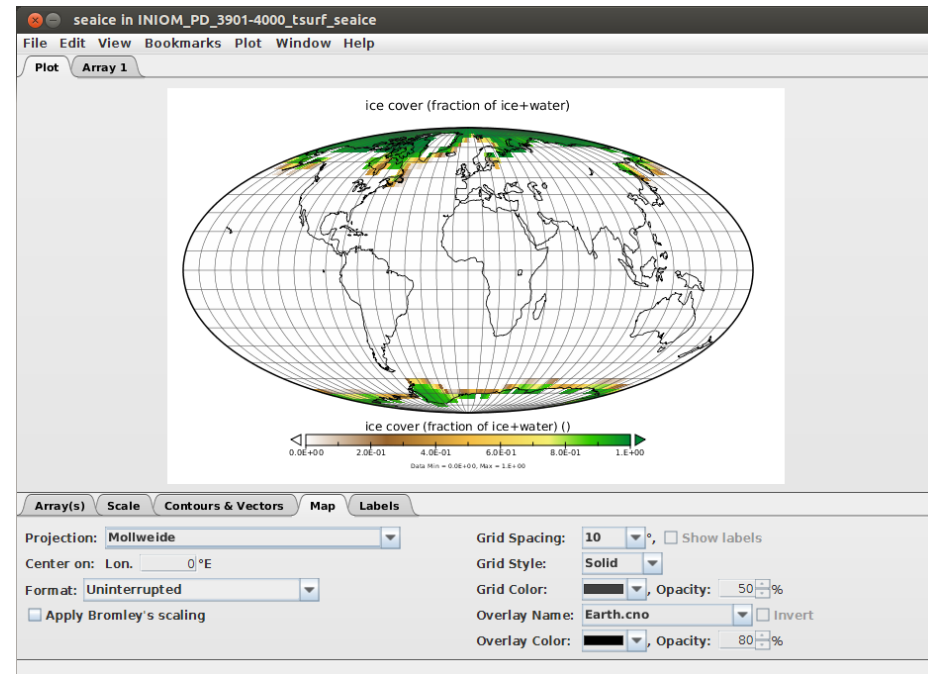 seaice in INIOM_PD_3901-4000_tsurf_seaice
File Edit View Bookmarks Plot Window Help
Plot Array 1
ice cover (fraction of ice+water)
ice cover (fraction of ice+water) ()
0.0E+00 2.0E-01 4.0E-01 6.0E-01 8.0E-01 1.E+00
Data Min = 0.0E+00, Max = 1.E+00
Array(s) Scale Contours & Vectors Map Labels
Projection: Mollweide Grid Spacing: 10 °, Show labels
Center on: Lon. 0 °E Grid Style: Solid
Format: Uninterrupted Grid Color: , Opacity: 50 %
Apply Bromley's scaling Overlay Name: Earth.cno Invert
Overlay Color: , Opacity: 80 %